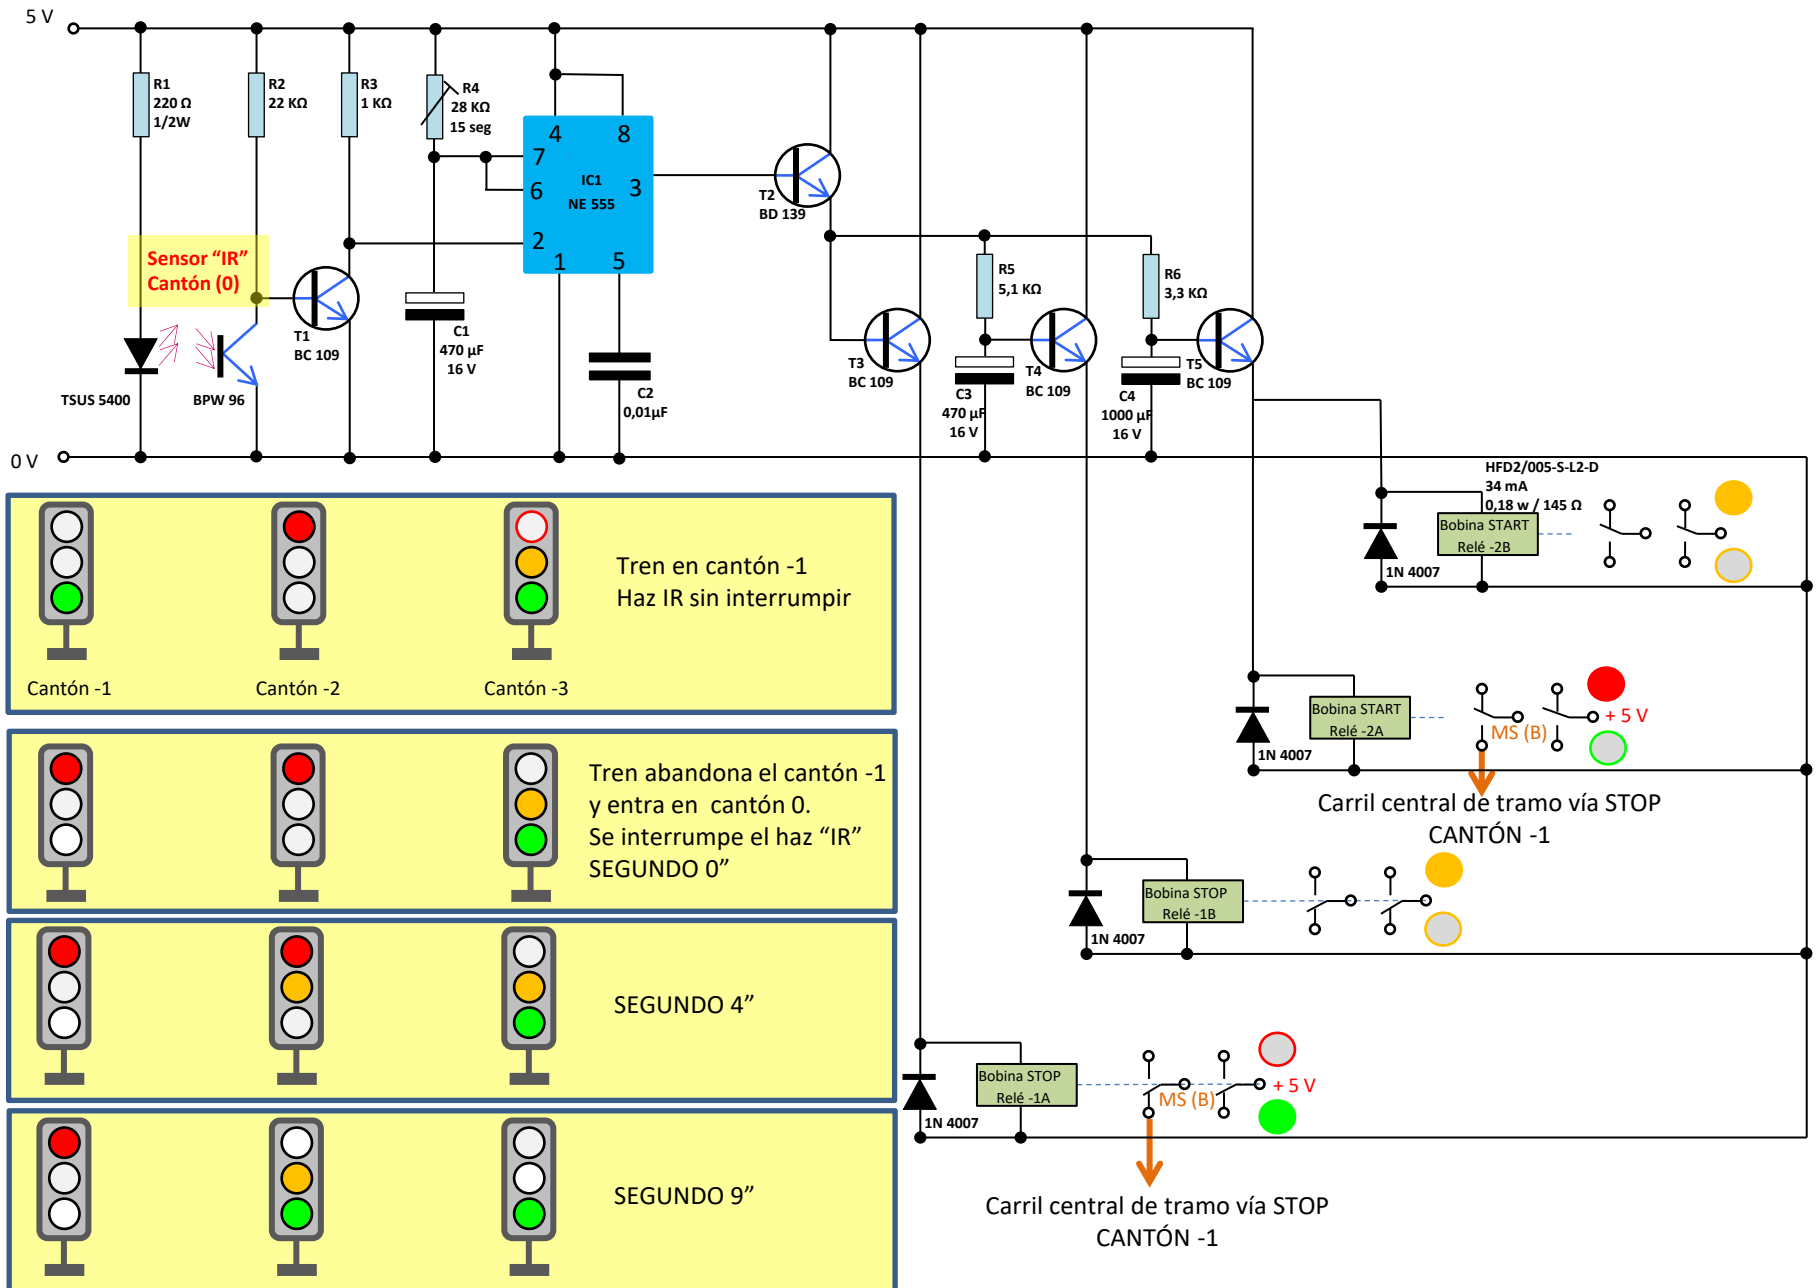 5 V
R1
220 Ω
1/2W
R2
22 KΩ
R3
1 KΩ
R4
28 KΩ
15 seg
4
8
7
6
IC1
NE 555
3
2
1
5
T2
BD 139
Sensor “IR”
Cantón (0)
T1
BC 109
C1
470 µF
16 V
C2
0,01µF
R5
5,1 KΩ
R6
3,3 KΩ
T3
BC 109
T4
BC 109
T5
BC 109
C3
470 µF
16 V
C4
1000 µF
16 V
TSUS 5400
BPW 96
0 V
HFD2/005-S-L2-D
34 mA
0,18 w / 145 Ω
Bobina START
Relé -2B
1N 4007
Tren en cantón -1
Haz IR sin interrumpir
Cantón -1
Cantón -2
Cantón -3
Bobina START
Relé -2A
1N 4007
MS (B)
+ 5 V
Carril central de tramo vía STOP
CANTÓN -1
Tren abandona el cantón -1
y entra en cantón 0.
Se interrumpe el haz “IR”
SEGUNDO 0”
Bobina STOP
Relé -1B
1N 4007
SEGUNDO 4”
Bobina STOP
Relé -1A
1N 4007
MS (B)
+ 5 V
SEGUNDO 9”
Carril central de tramo vía STOP
CANTÓN -1